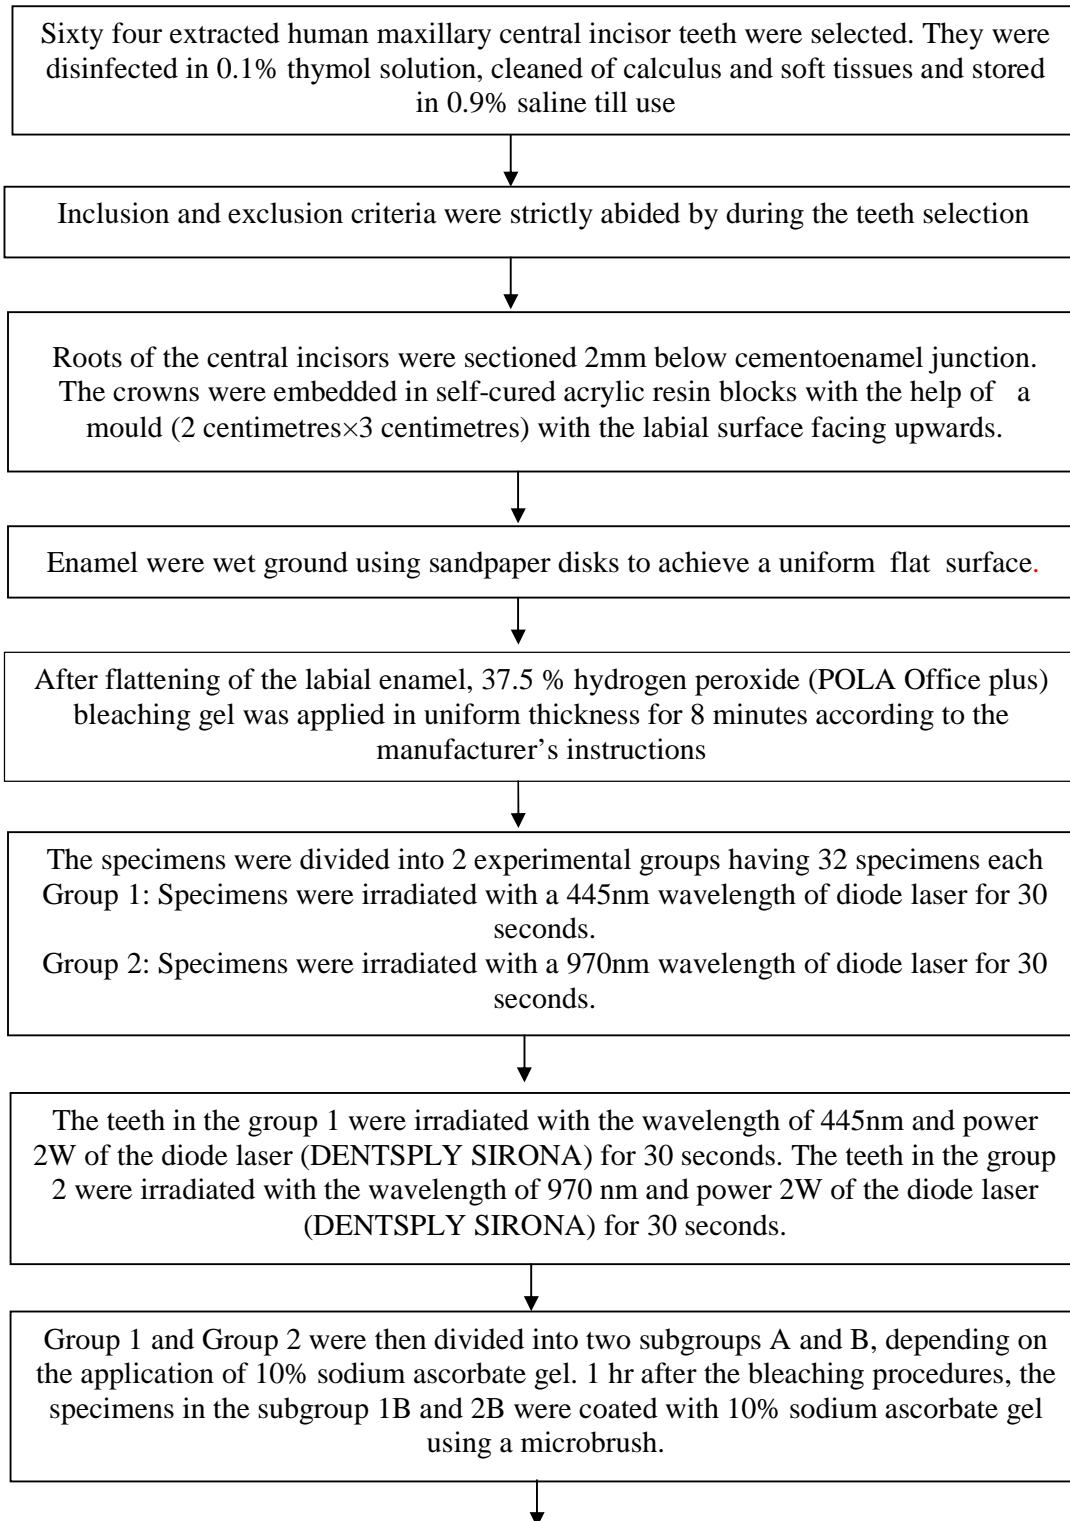 Sixty four extracted human maxillary central incisor teeth were selected. They were
disinfected in 0.1% thymol solution, cleaned of calculus and soft tissues and stored
in 0.9% saline till use
Inclusion and exclusion criteria were strictly abided by during the teeth selection
Roots of the central incisors were sectioned 2mm below cementoenamel junction.
The crowns were embedded in self-cured acrylic resin blocks with the help of a
mould (2 centimetres×3 centimetres) with the labial surface facing upwards.
Enamel were wet ground using sandpaper disks to achieve a uniform flat surface.
After flattening of the labial enamel, 37.5 % hydrogen peroxide (POLA Office plus)
bleaching gel was applied in uniform thickness for 8 minutes according to the
manufacturer’s instructions
The specimens were divided into 2 experimental groups having 32 specimens each
Group 1: Specimens were irradiated with a 445nm wavelength of diode laser for 30
seconds.
Group 2: Specimens were irradiated with a 970nm wavelength of diode laser for 30
seconds.
The teeth in the group 1 were irradiated with the wavelength of 445nm and power
2W of the diode laser (DENTSPLY SIRONA) for 30 seconds. The teeth in the group
2 were irradiated with the wavelength of 970 nm and power 2W of the diode laser
(DENTSPLY SIRONA) for 30 seconds.
Group 1 and Group 2 were then divided into two subgroups A and B, depending on
the application of 10% sodium ascorbate gel. 1 hr after the bleaching procedures, the
specimens in the subgroup 1B and 2B were coated with 10% sodium ascorbate gel
using a microbrush.